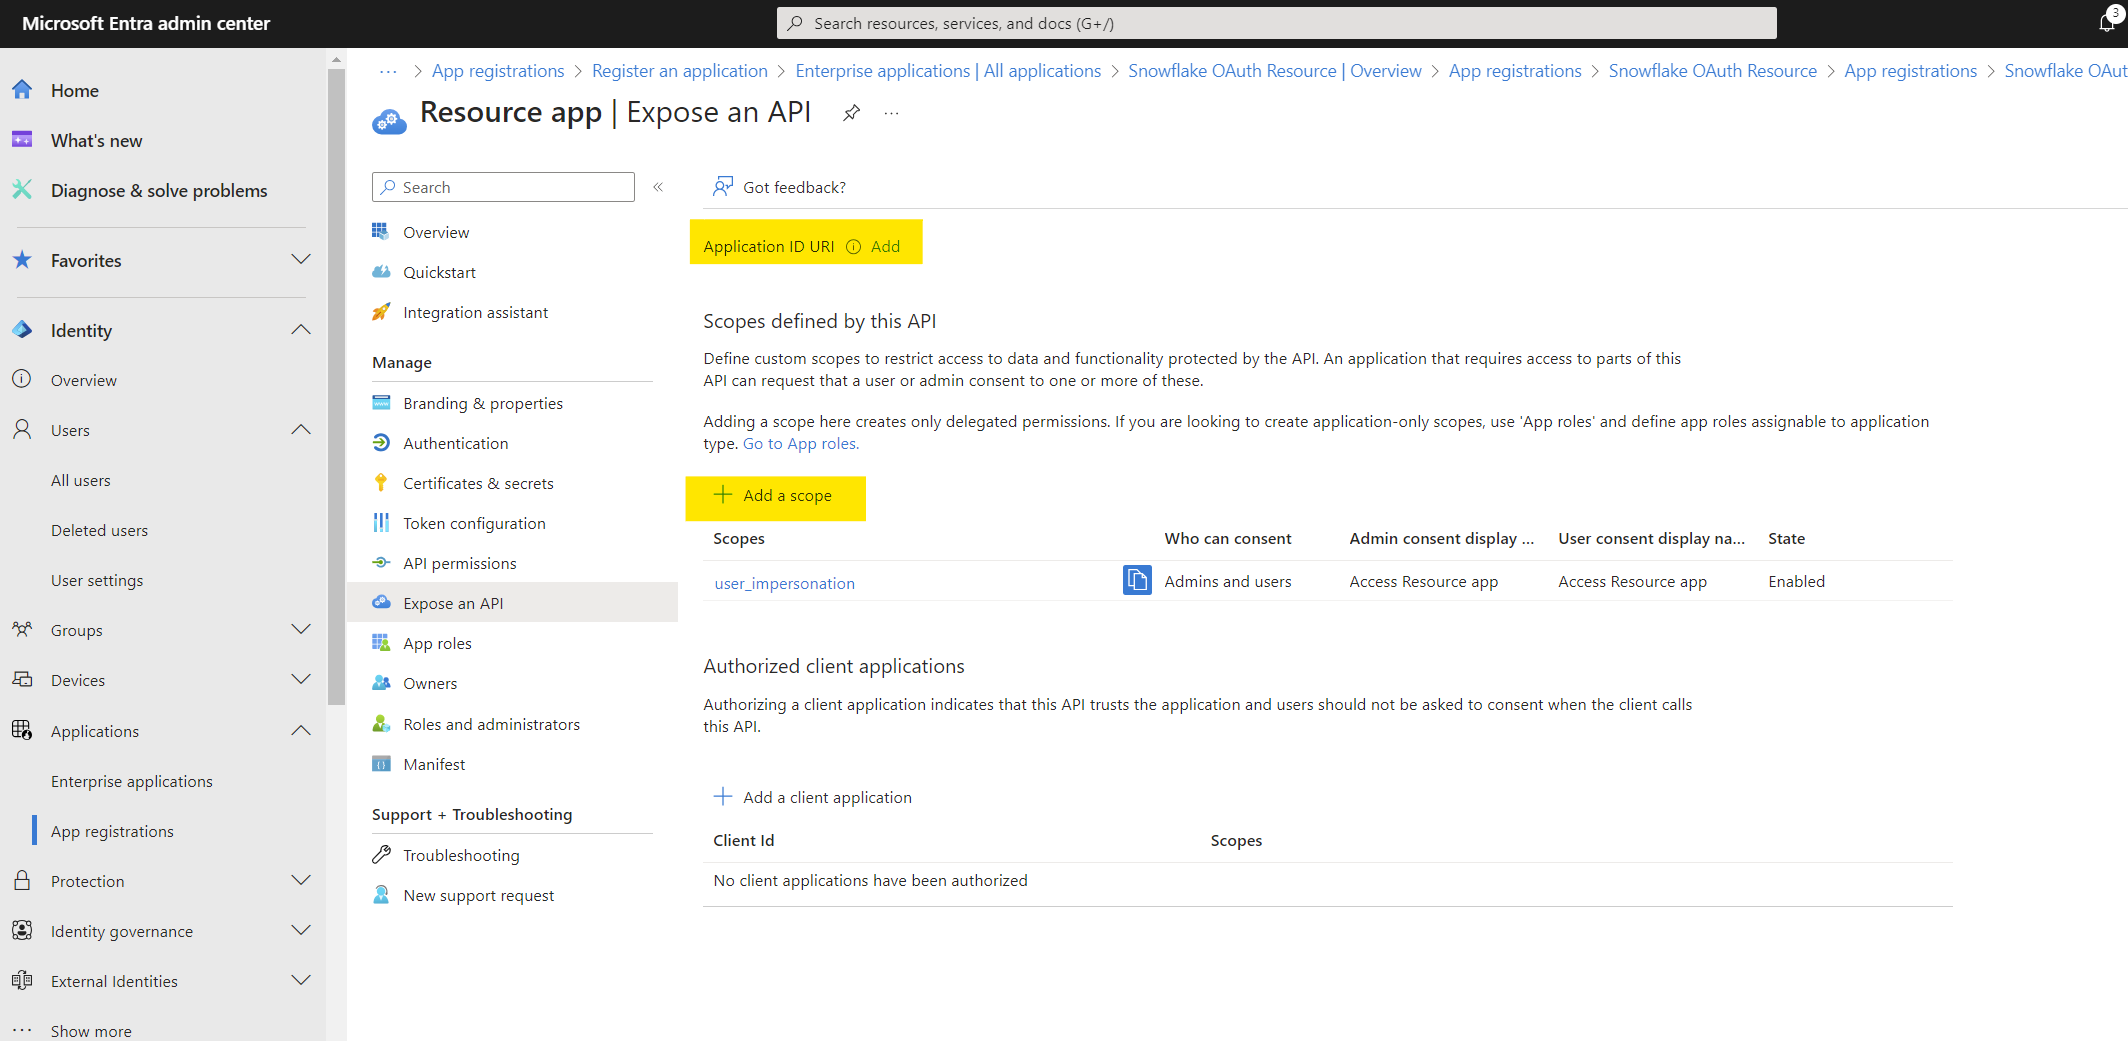 Microsoft Entra admin center
Search resources, services, and docs (G+/)
3
Home
What's new
Diagnose & solve problems
Favorites
Identity
Overview
Users
All users
Deleted users
User settings
Groups
Devices
Applications
Enterprise applications
App registrations
Protection
Identity governance
External Identities
··· Show more
··· > App registrations > Register an application > Enterprise applications | All applications > Snowflake OAuth Resource | Overview > App registrations > Snowflake OAuth Resource > App registrations > Snowflake OAut
Resource app | Expose an API ···
Search «
Overview
Quickstart
Integration assistant
Manage
Branding & properties
Authentication
Certificates & secrets
Token configuration
API permissions
Expose an API
App roles
Owners
Roles and administrators
Manifest
Support + Troubleshooting
Troubleshooting
New support request
Got feedback?
Application ID URI Add
Scopes defined by this API
Define custom scopes to restrict access to data and functionality protected by the API. An application that requires access to parts of this
API can request that a user or admin consent to one or more of these.
Adding a scope here creates only delegated permissions. If you are looking to create application-only scopes, use 'App roles' and define app roles assignable to application
type. Go to App roles.
+ Add a scope
Scopes Who can consent Admin consent display ... User consent display na... State
user_impersonation Admins and users Access Resource app Access Resource app Enabled
Authorized client applications
Authorizing a client application indicates that this API trusts the application and users should not be asked to consent when the client calls
this API.
+ Add a client application
Client Id Scopes
No client applications have been authorized